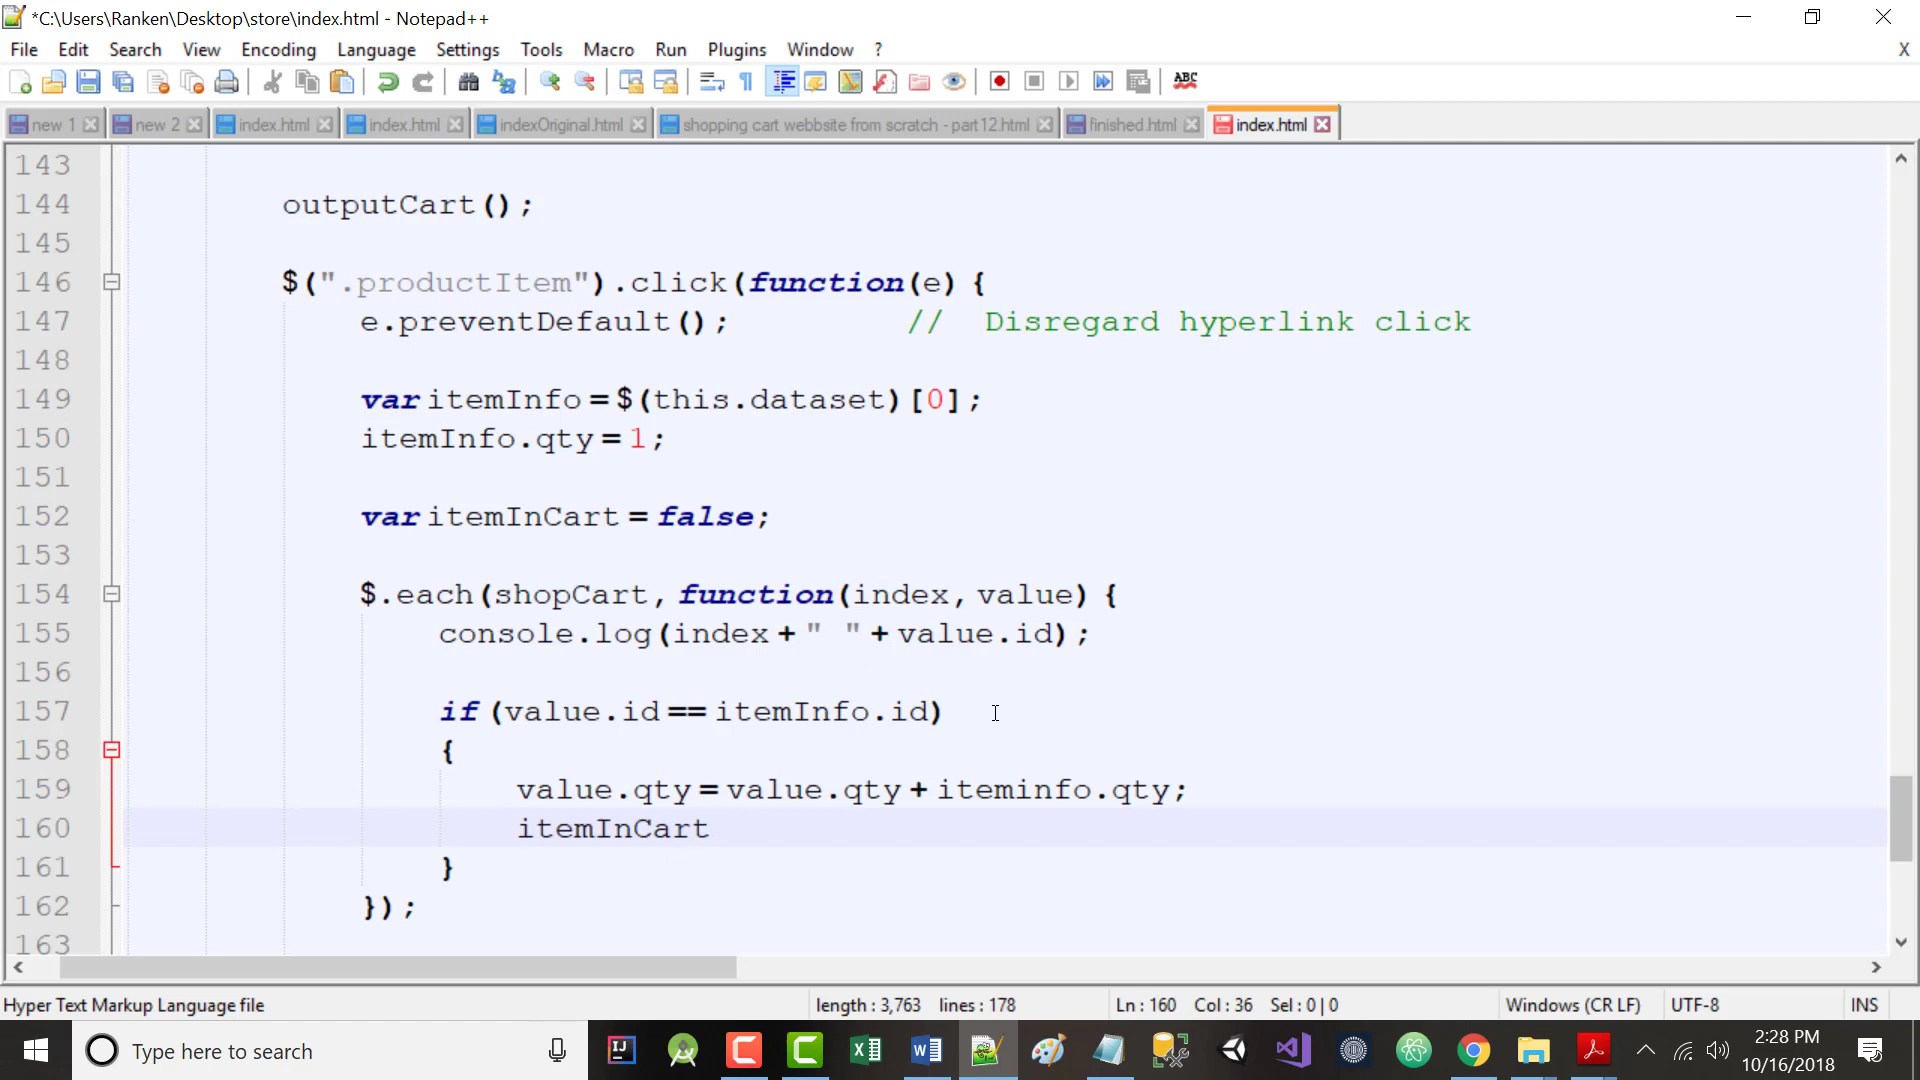 *C:\Users\Ranken\Desktop\store\index.html - Notepad++
File Edit Search View Encoding Language Settings Tools Macro Run Plugins Window ? X
ABC
new 1 new 2 index.html index.html indexOriginal.html shopping cart webbsite from scratch - part12.html finished.html index.html
143
144 outputCart();
145
146 $(".productItem").click(function(e) {
147 e.preventDefault(); // Disregard hyperlink click
148
149 var itemInfo = $(this.dataset)[0];
150 itemInfo.qty = 1;
151
152 var itemInCart = false;
153
154 $.each(shopCart, function(index, value) {
155 console.log(index + " " + value.id);
156
157 if (value.id == itemInfo.id)
158 {
159 value.qty = value.qty + iteminfo.qty;
160 itemInCart
161 }
162 });
163
Hyper Text Markup Language file length : 3,763 lines : 178 Ln : 160 Col : 36 Sel : 0 | 0 Windows (CR LF) UTF-8 INS
Type here to search
2:28 PM
10/16/2018